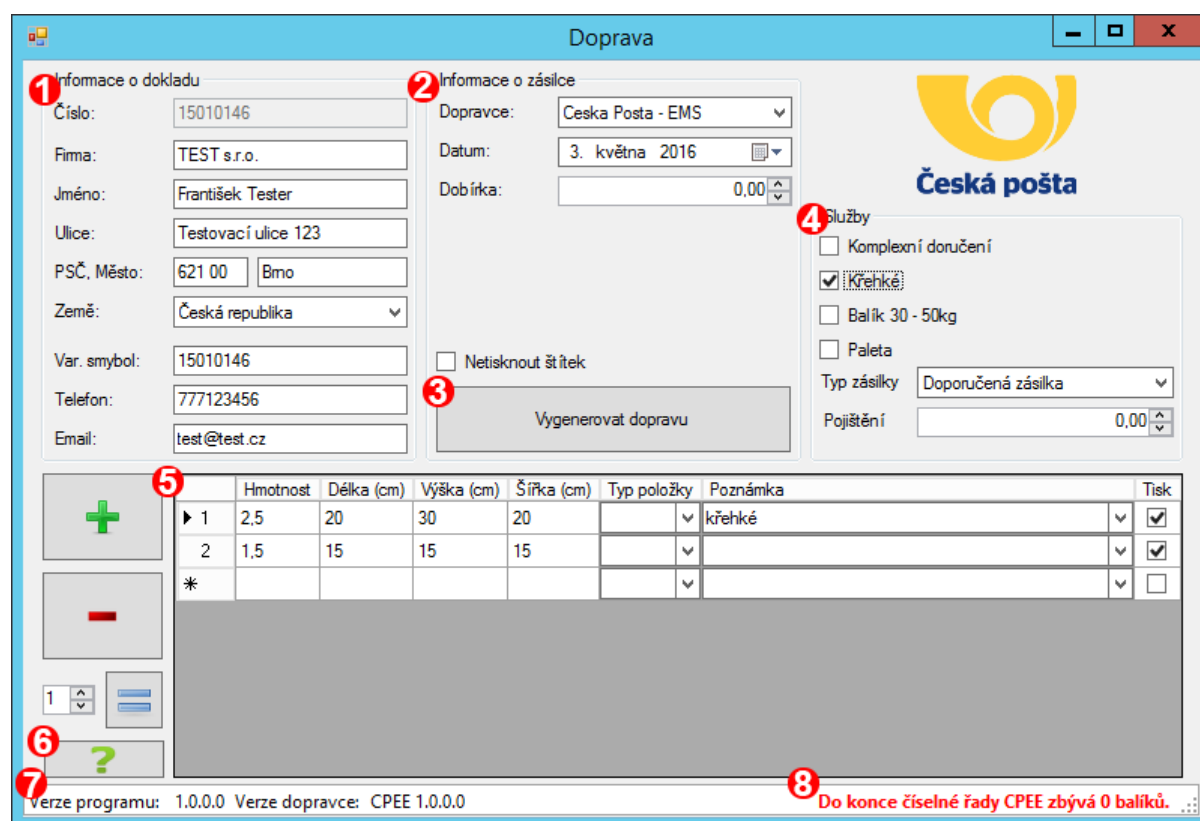 Doprava
1 Informace o dokladu
Číslo: 15010146
Firma: TEST s.r.o.
Jméno: František Tester
Ulice: Testovací ulice 123
PSČ, Město: 621 00 Brno
Země: Česká republika
Var. smybol: 15010146
Telefon: 777123456
Email: test@test.cz
2 Informace o zásilce
Dopravce: Ceska Posta - EMS
Datum: 3. května 2016
Dobírka: 0,00
Netisknout štítek
3
Vygenerovat dopravu
Česká pošta
4 Služby
Komplexní doručení
Křehké
Balík 30 - 50kg
Paleta
Typ zásilky Doporučená zásilka
Pojištění 0,00
5
Hmotnost Délka (cm) Výška (cm) Šířka (cm) Typ položky Poznámka Tisk
1 2,5 20 30 20 křehké
2 1,5 15 15 15
1
6
?
7 Verze programu: 1.0.0.0 Verze dopravce: CPEE 1.0.0.0
8 Do konce číselné řady CPEE zbývá 0 balíků.